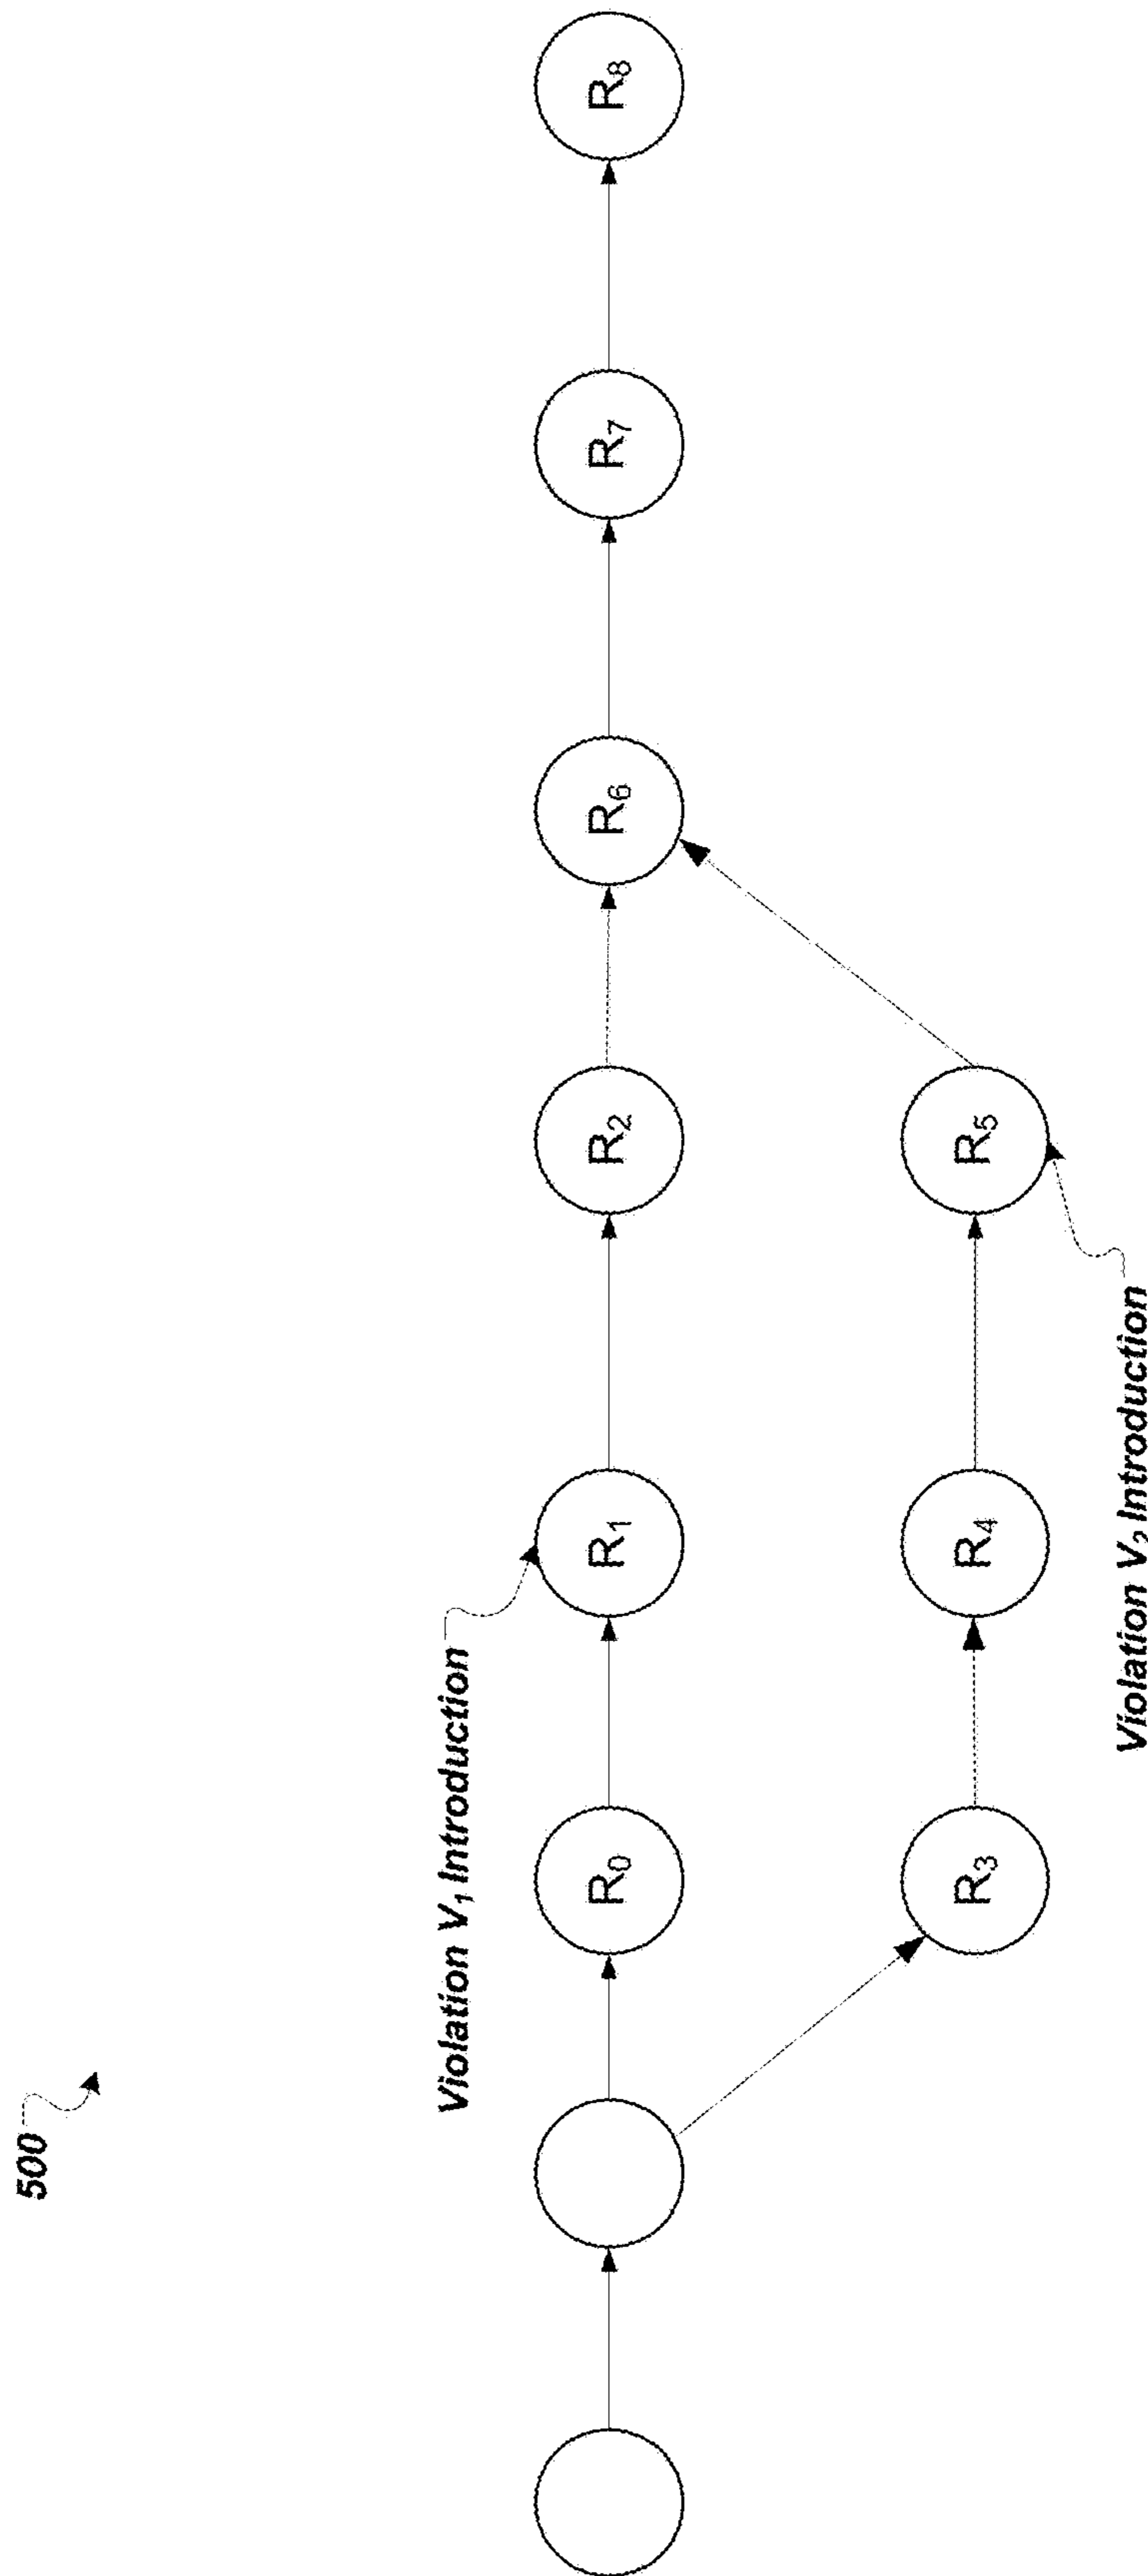 500
Violation V₁ Introduction
R₀
R₁
R₂
R₆
R₇
R₈
R₃
R₄
R₅
Violation V₂ Introduction